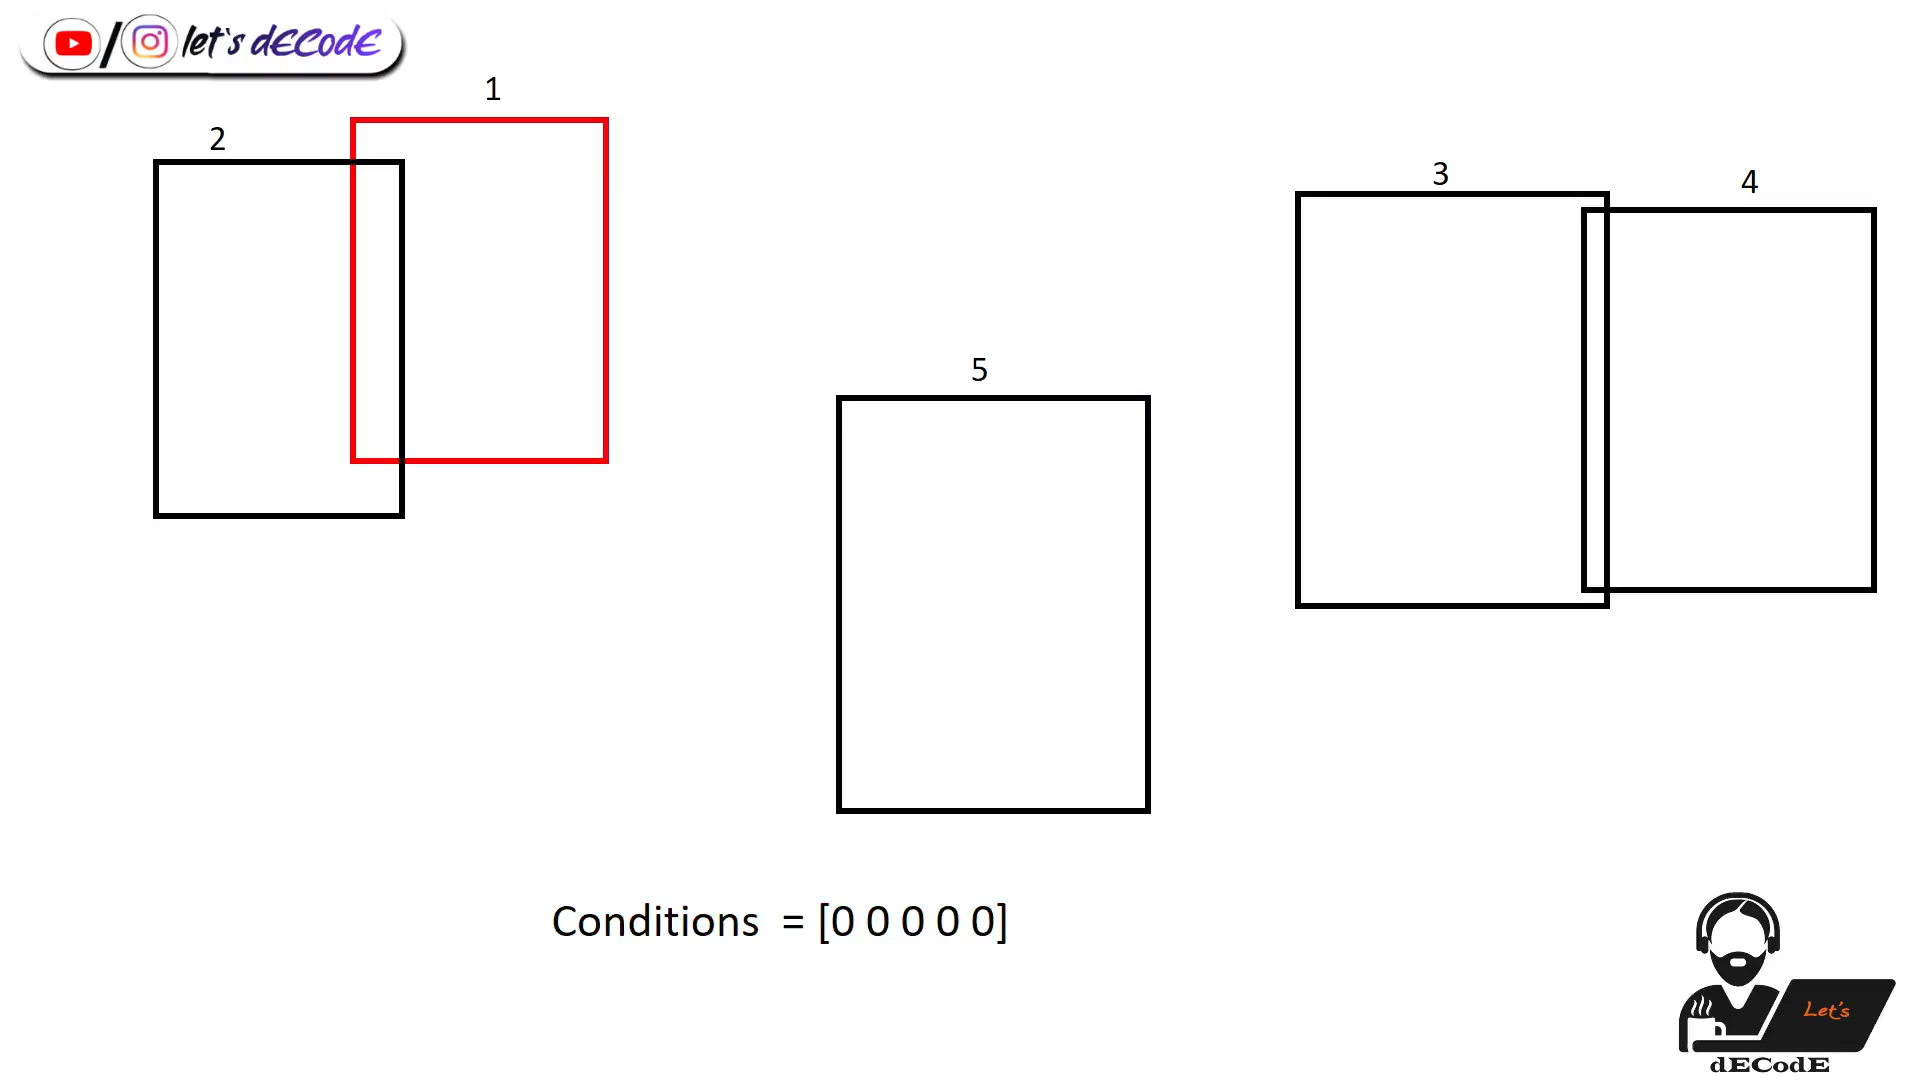 / let's dECodE
1
2
3
4
5
Conditions = [0 0 0 0 0]
Let's
dECodE